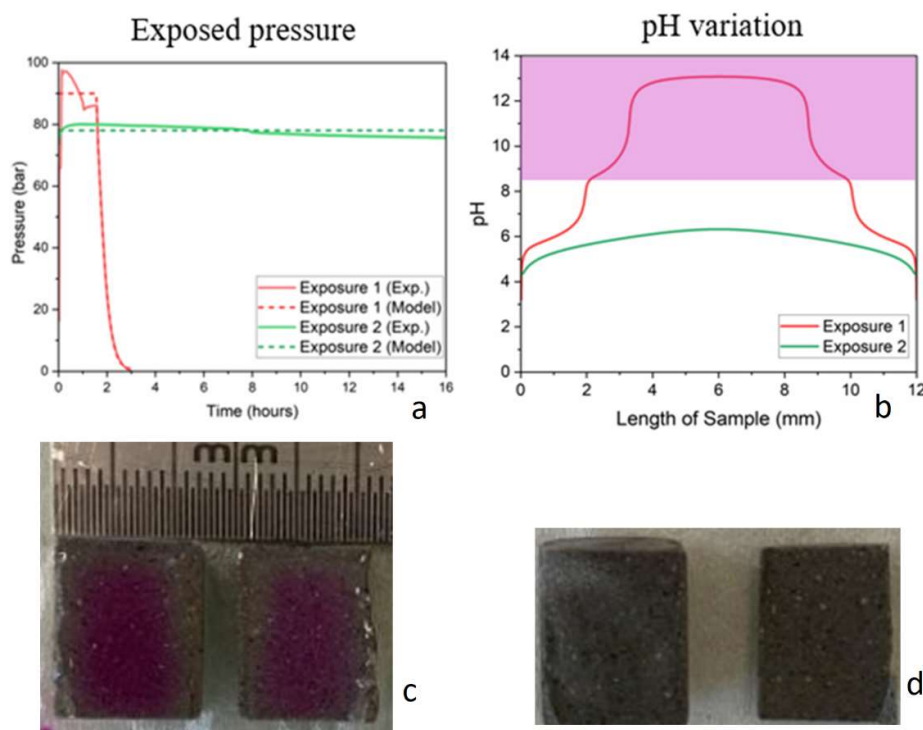 Exposed pressure
pH variation
100
80
60
40
20
0
Pressure (bar)
Exposure 1 (Exp.)
Exposure 1 (Model)
Exposure 2 (Exp.)
Exposure 2 (Model)
0 2 4 6 8 10 12 14 16
Time (hours)
a
14
12
10
8
6
4
2
0
pH
Exposure 1
Exposure 2
0 2 4 6 8 10 12
Length of Sample (mm)
b
mm
c
d